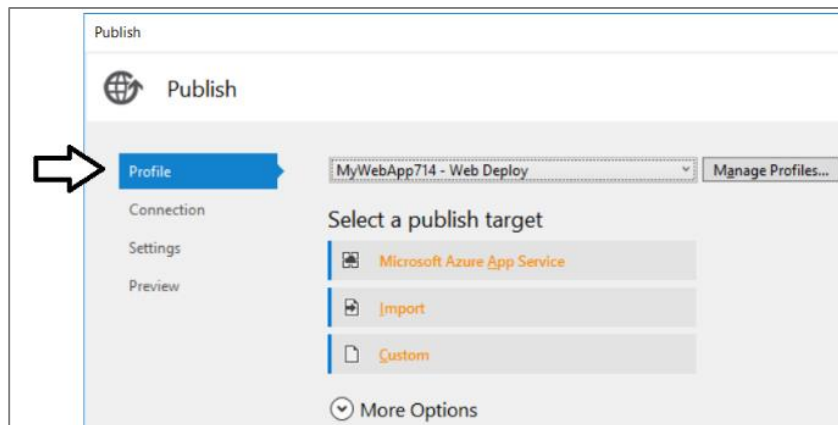 Publish
Publish
Profile
MyWebApp714 - Web Deploy
Manage Profiles...
Connection
Select a publish target
Settings
Microsoft Azure App Service
Preview
Import
Custom
More Options